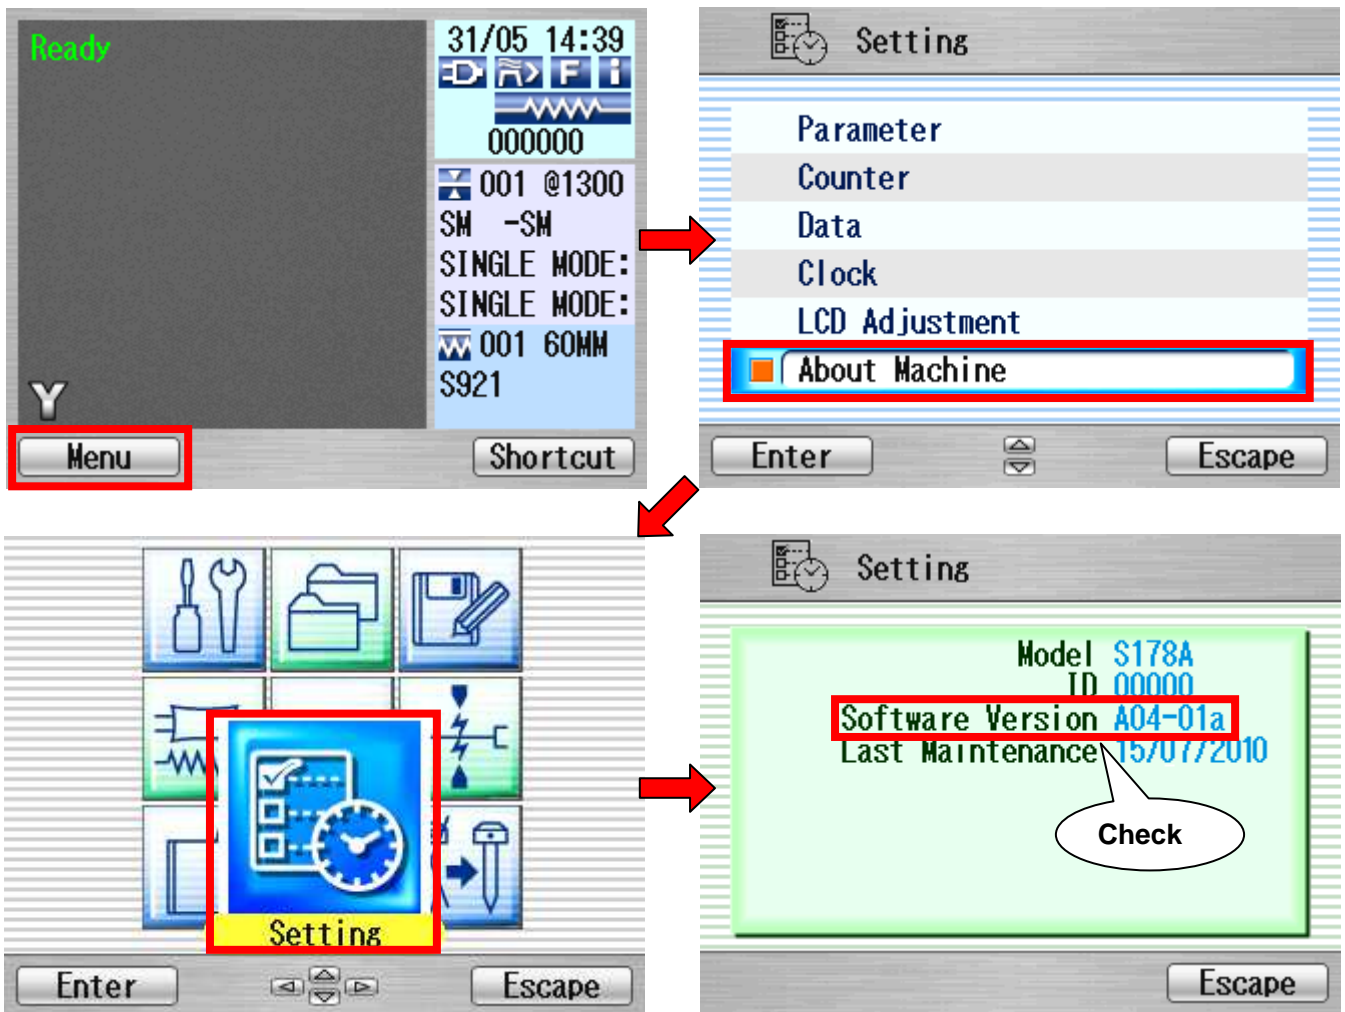 Ready
31/05 14:39
F i
000000
001 @1300
SM -SM
SINGLE MODE:
SINGLE MODE:
001 60MM
S921
Y
Menu
Shortcut
Setting
Parameter
Counter
Data
Clock
LCD Adjustment
About Machine
Enter
Escape
Setting
Enter
Escape
Setting
Model S178A
ID 00000
Software Version A04-01a
Last Maintenance 15/07/2010
Check
Escape